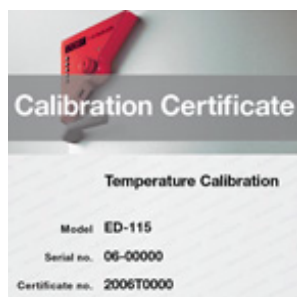 Calibration Certificate
Temperature Calibration
Model ED-115
Serial no. 06-00000
Certificate no. 2006T0000